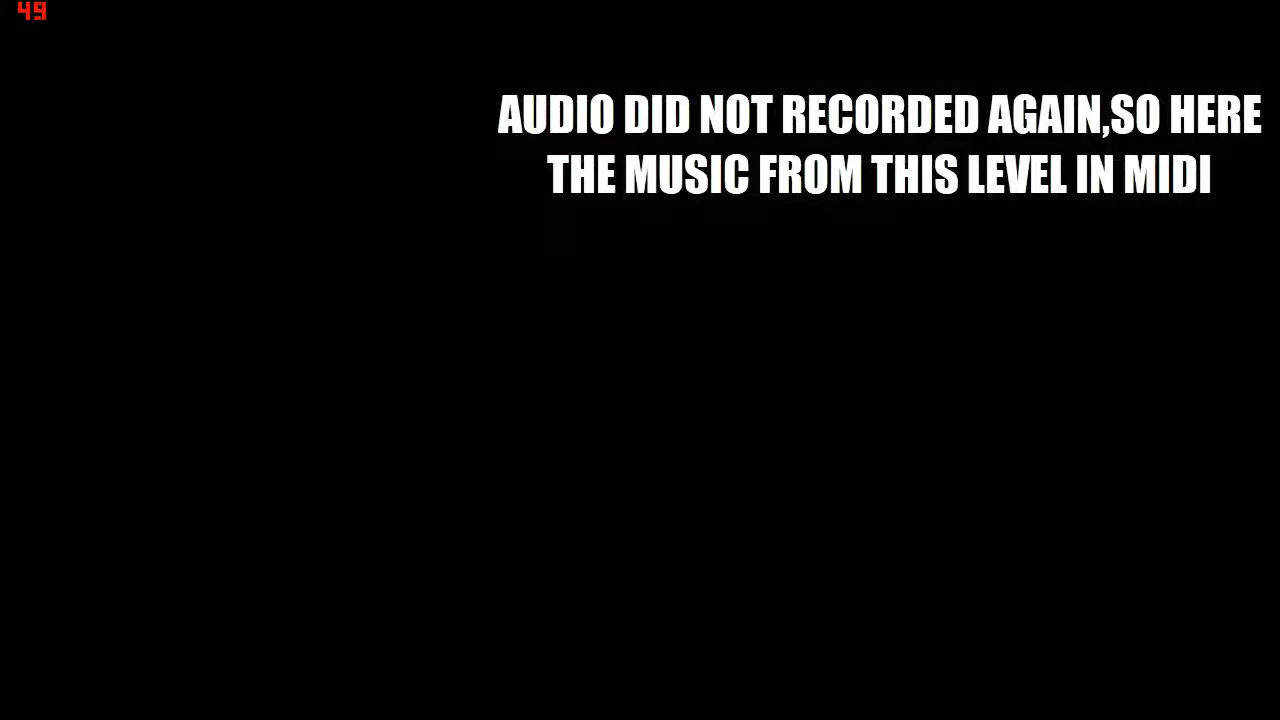 49
AUDIO DID NOT RECORDED AGAIN,SO HERE
THE MUSIC FROM THIS LEVEL IN MIDI